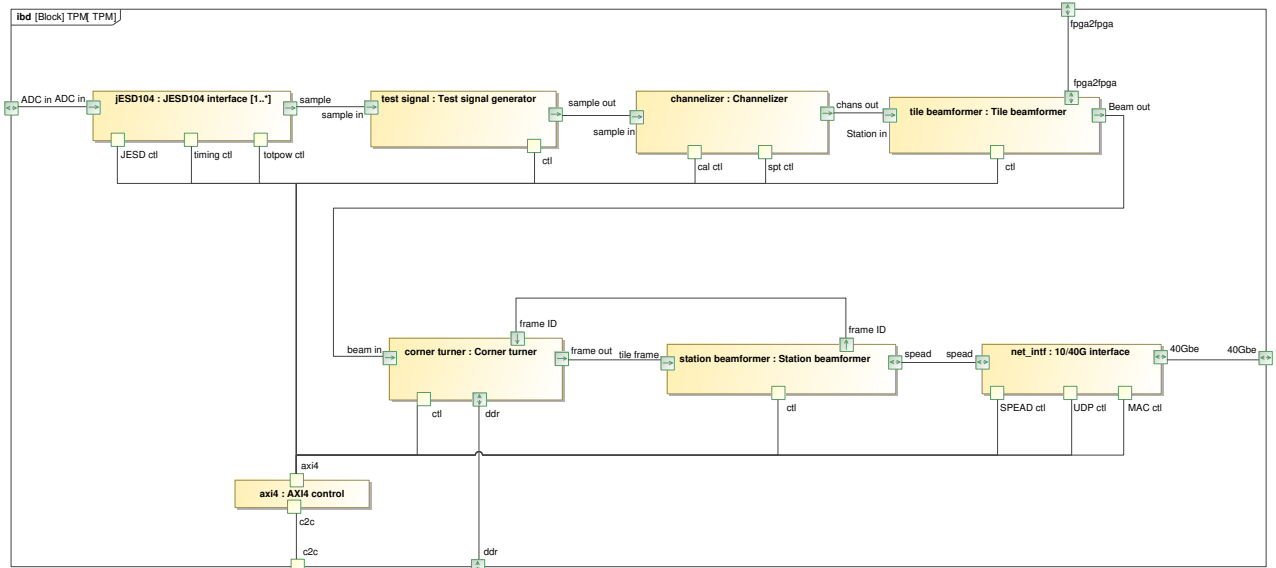 ibd [Block] TPM[ TPM]
fpga2fpga
fpga2fpga
ADC in
ADC in
jESD104 : JESD104 interface [1..*]
sample
sample in
test signal : Test signal generator
sample out
sample in
channelizer : Channelizer
chans out
Station in
tile beamformer : Tile beamformer
Beam out
JESD ctl
timing ctl
totpow ctl
ctl
cal ctl
spt ctl
ctl
frame ID
frame ID
beam in
corner turner : Corner turner
frame out
tile frame
station beamformer : Station beamformer
spead
spead
net_intf : 10/40G interface
40Gbe
40Gbe
ctl
ddr
ctl
SPEAD ctl
UDP ctl
MAC ctl
axi4
axi4 : AXI4 control
c2c
c2c
ddr